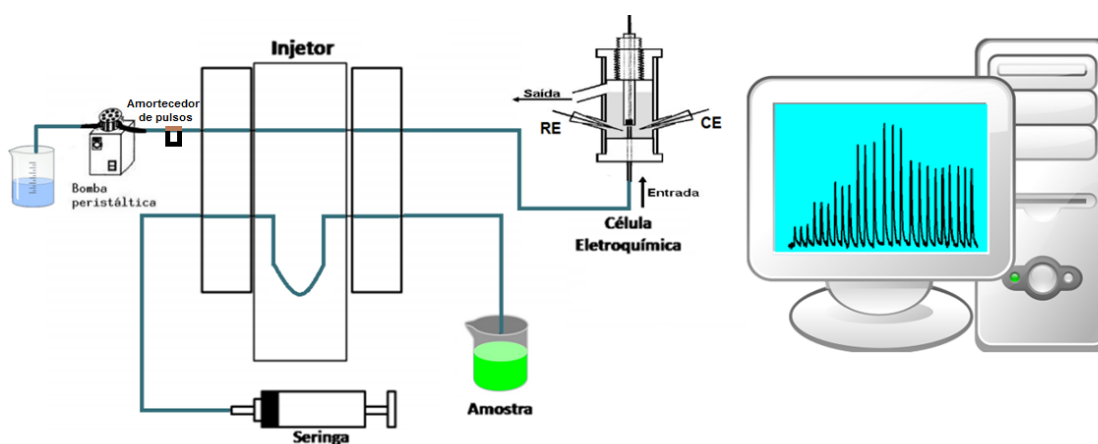 Injetor
Amortecedor
de pulsos
Bomba
peristáltica
Saída
RE
CE
Entrada
Célula
Eletroquímica
Amostra
Seringa